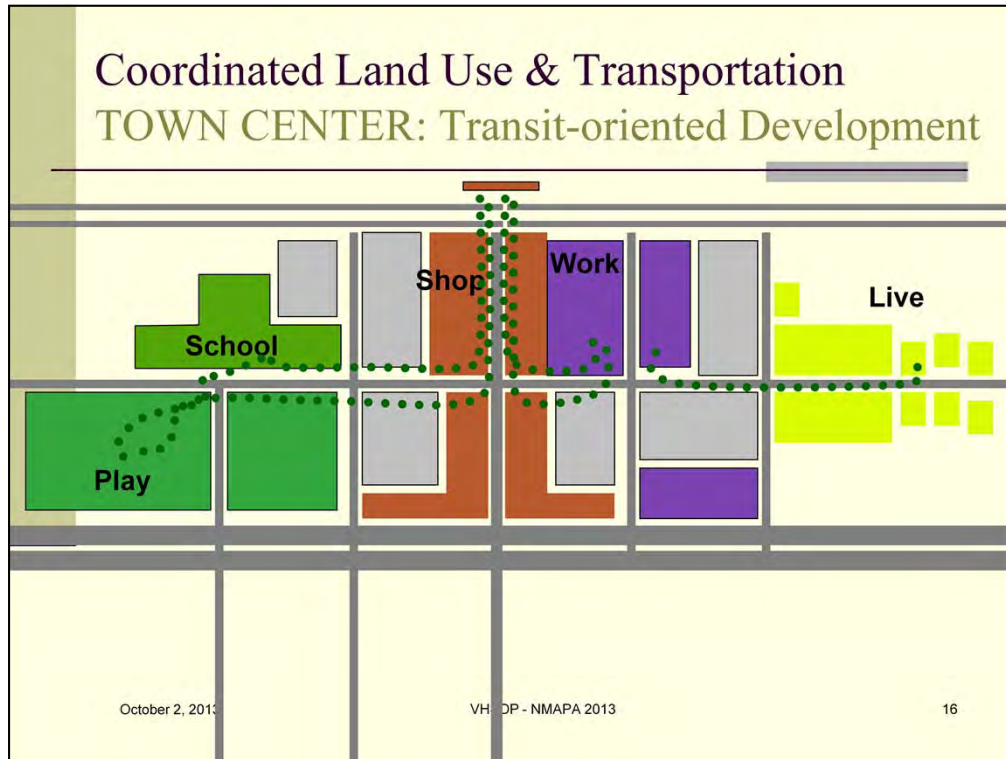 Coordinated Land Use & Transportation
TOWN CENTER: Transit-oriented Development
Shop
Work
Live
School
Play
October 2, 2013
NMAPA 2013
16